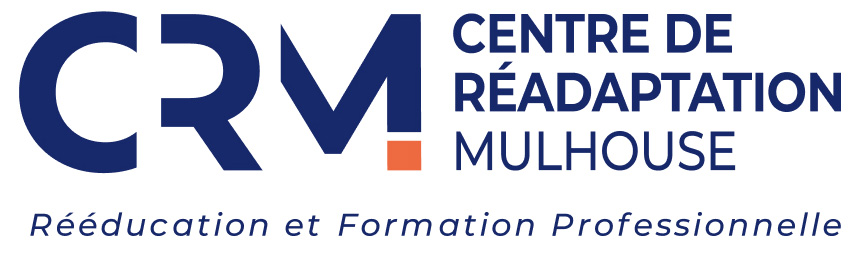 CRM
CENTRE DE
RÉADAPTATION
MULHOUSE
Rééducation et Formation Professionnelle